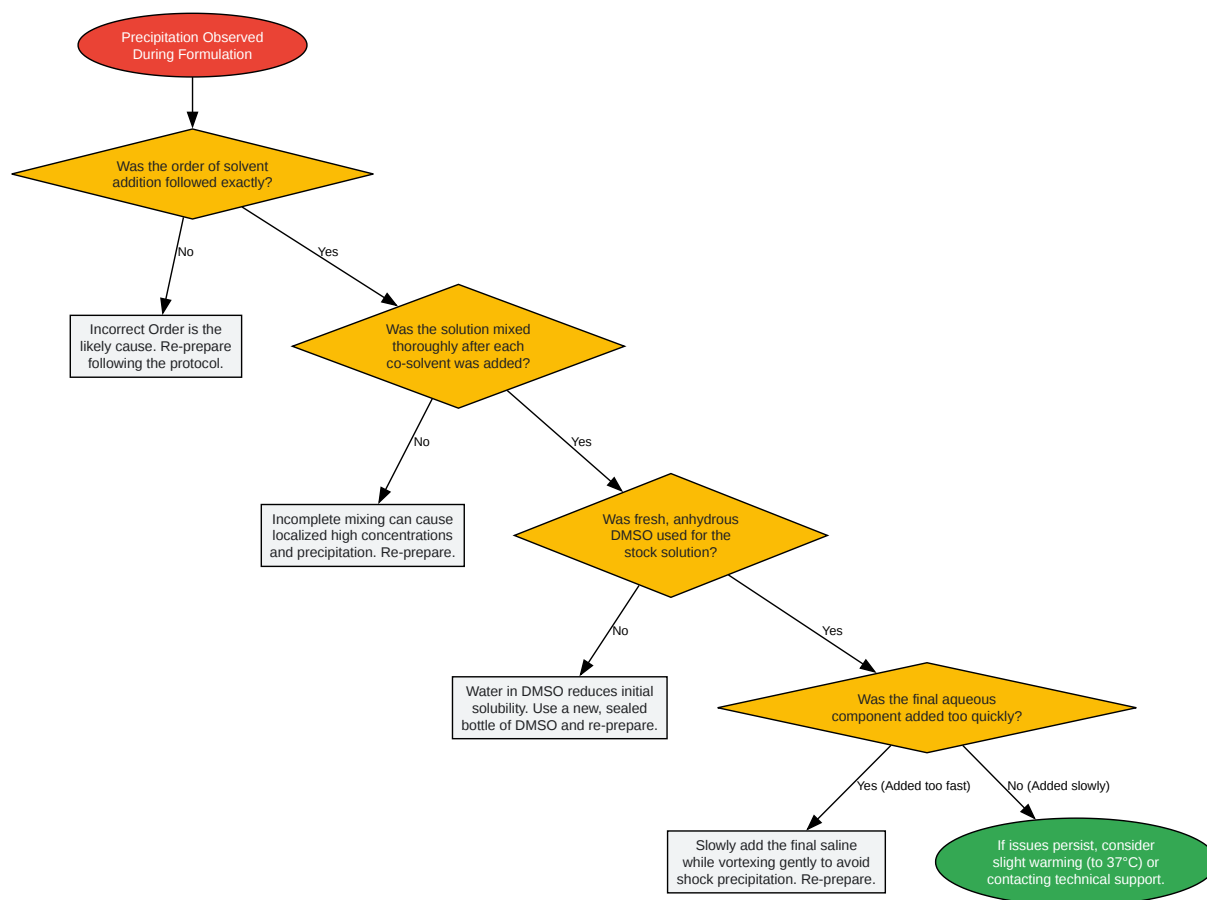 Precipitation Observed
During Formulation
Was the order of solvent
addition followed exactly?
No
Yes
Incorrect Order is the
likely cause. Re-prepare
following the protocol.
Was the solution mixed
thoroughly after each
co-solvent was added?
No
Yes
Incomplete mixing can cause
localized high concentrations
and precipitation. Re-prepare.
Was fresh, anhydrous
DMSO used for the
stock solution?
No
Yes
Water in DMSO reduces initial
solubility. Use a new, sealed
bottle of DMSO and re-prepare.
Was the final aqueous
component added too quickly?
Yes (Added too fast)
No (Added slowly)
Slowly add the final saline
while vortexing gently to avoid
shock precipitation. Re-prepare.
If issues persist, consider
slight warming (to 37°C) or
contacting technical support.